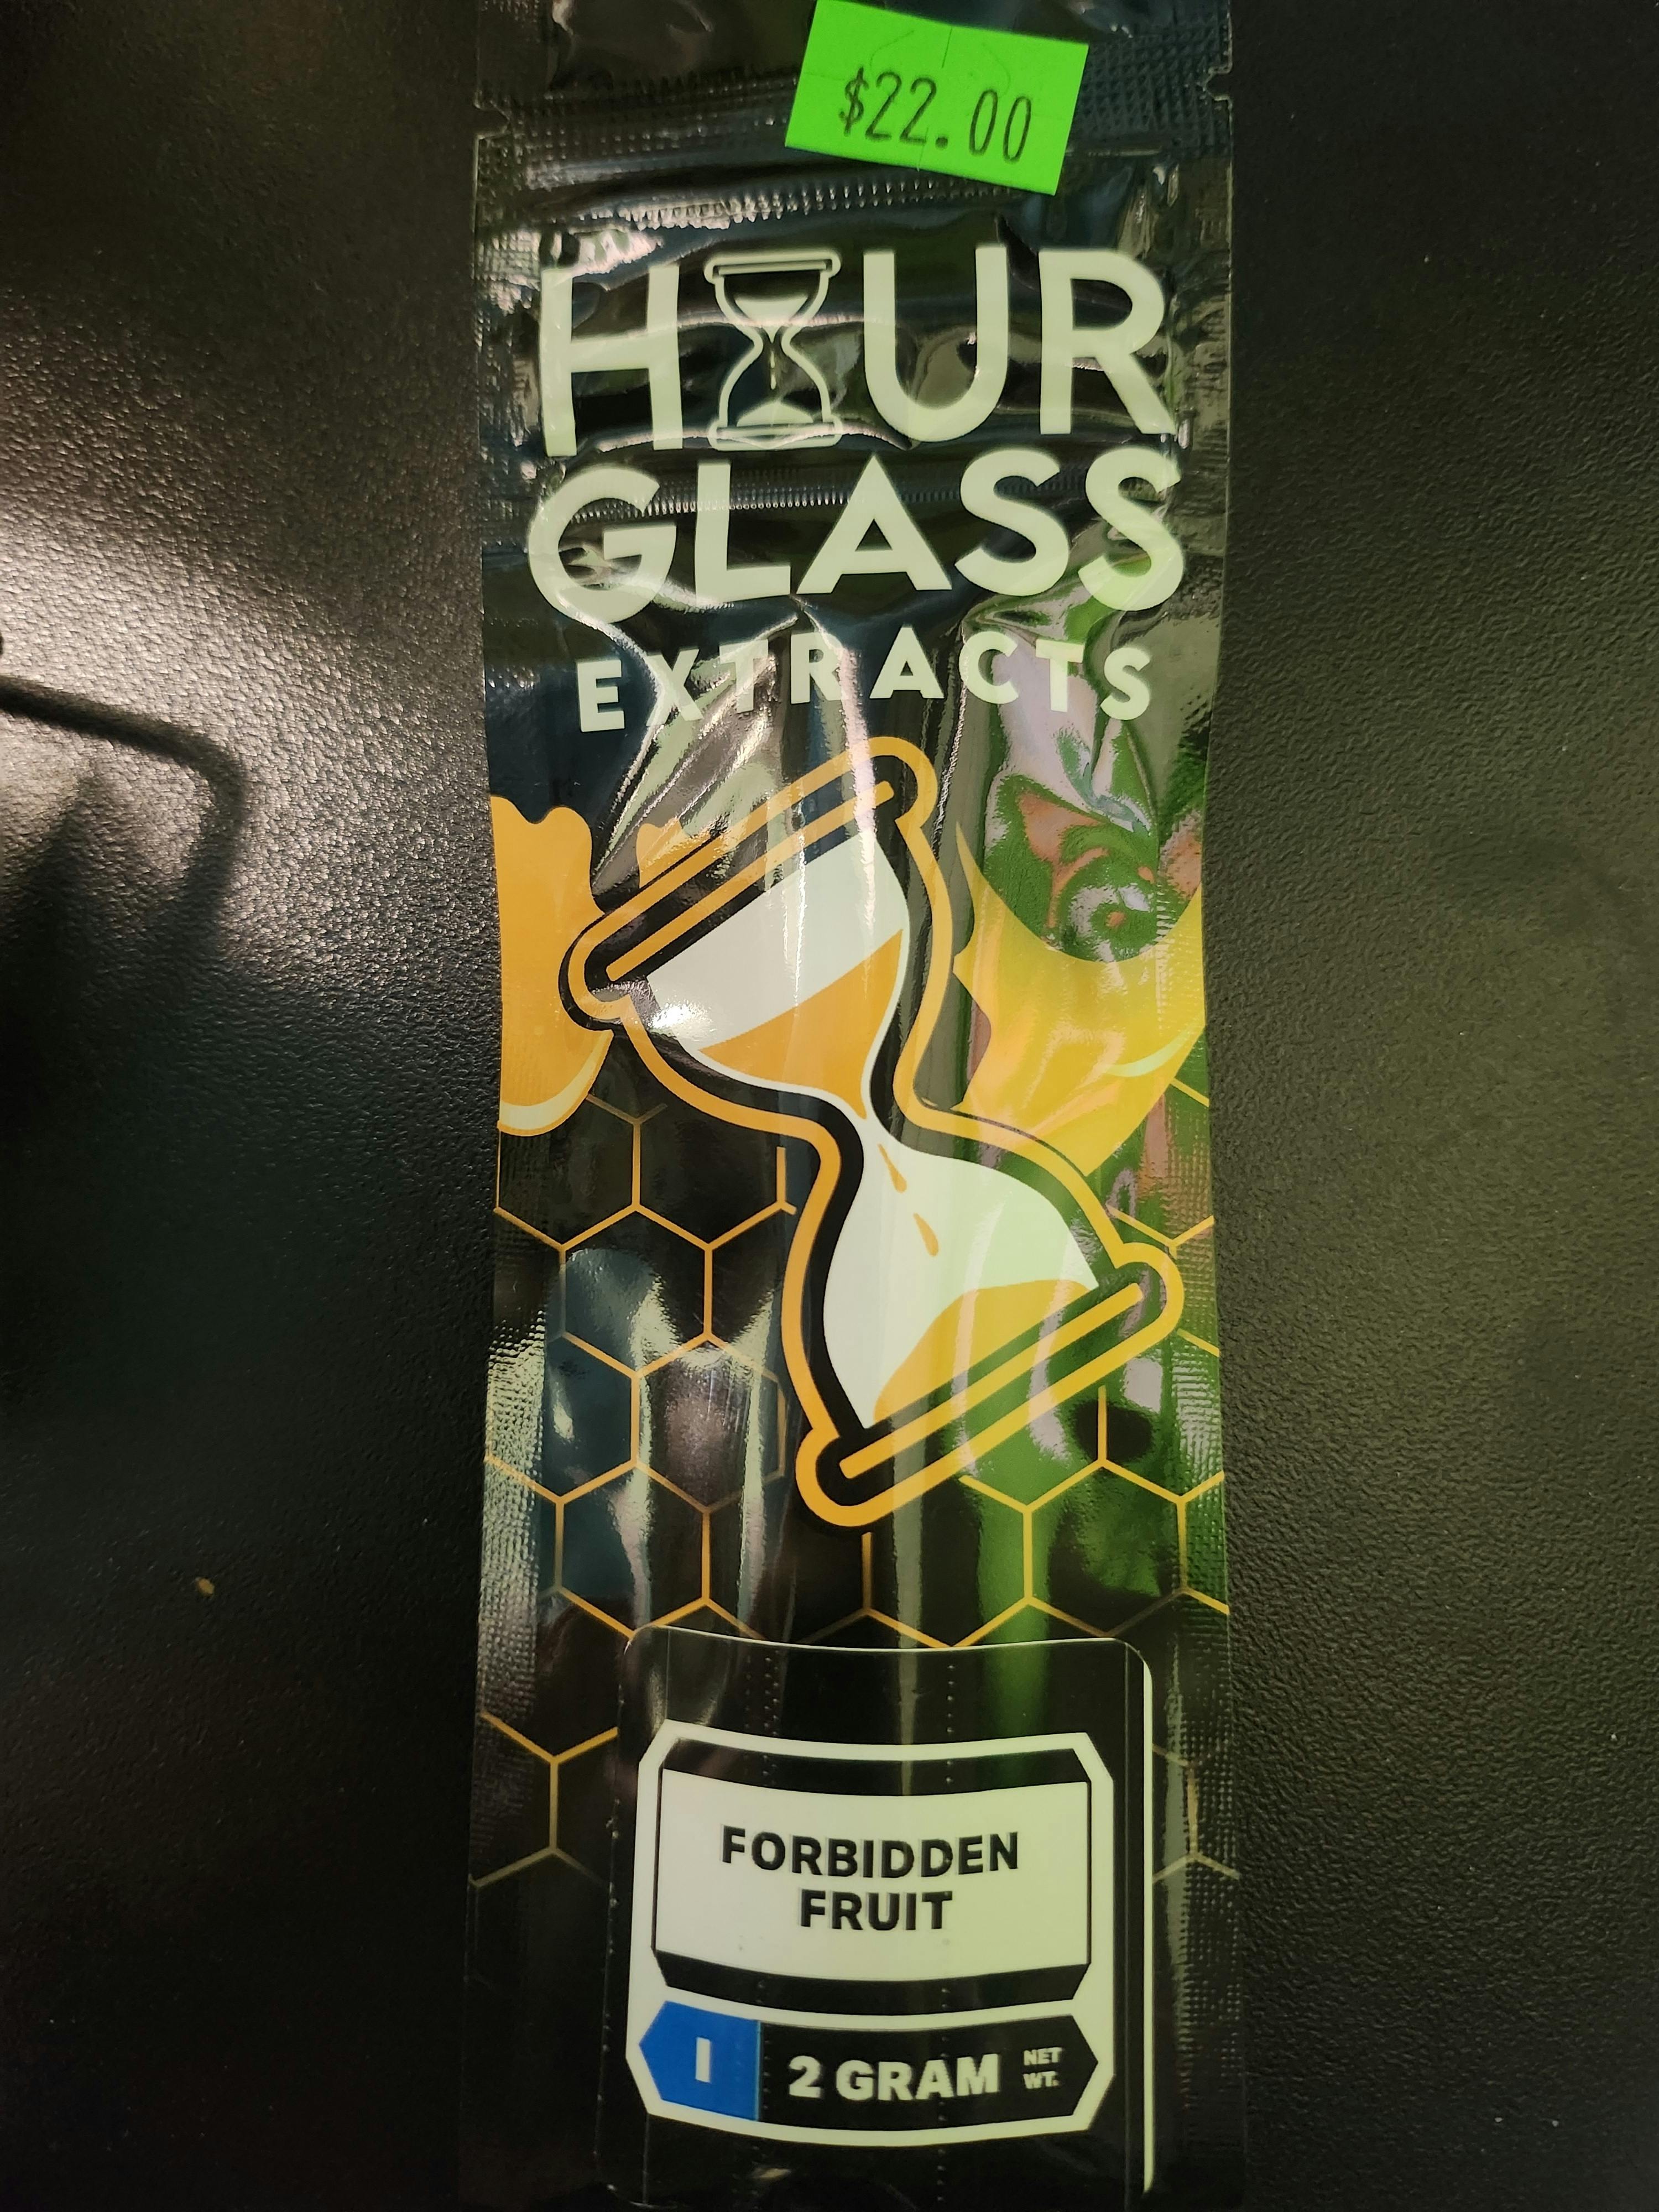 $22.00
HOUR
GLASS
EXTRACTS
FORBIDDEN
FRUIT
I 2 GRAM NET
WT.